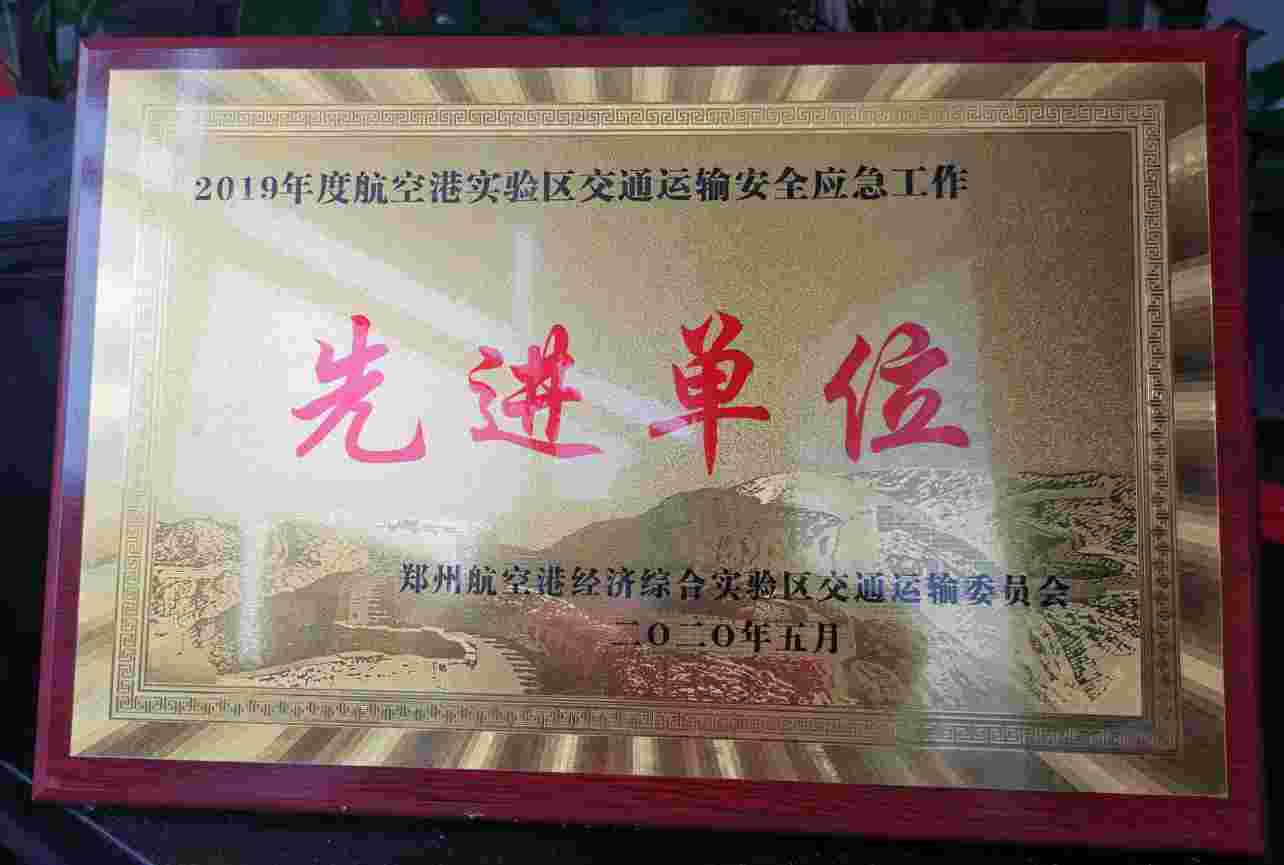 2019年度航空港实验区交通运输安全应急工作
先进单位
郑州航空港经济综合实验区交通运输委员会
二〇二〇年五月